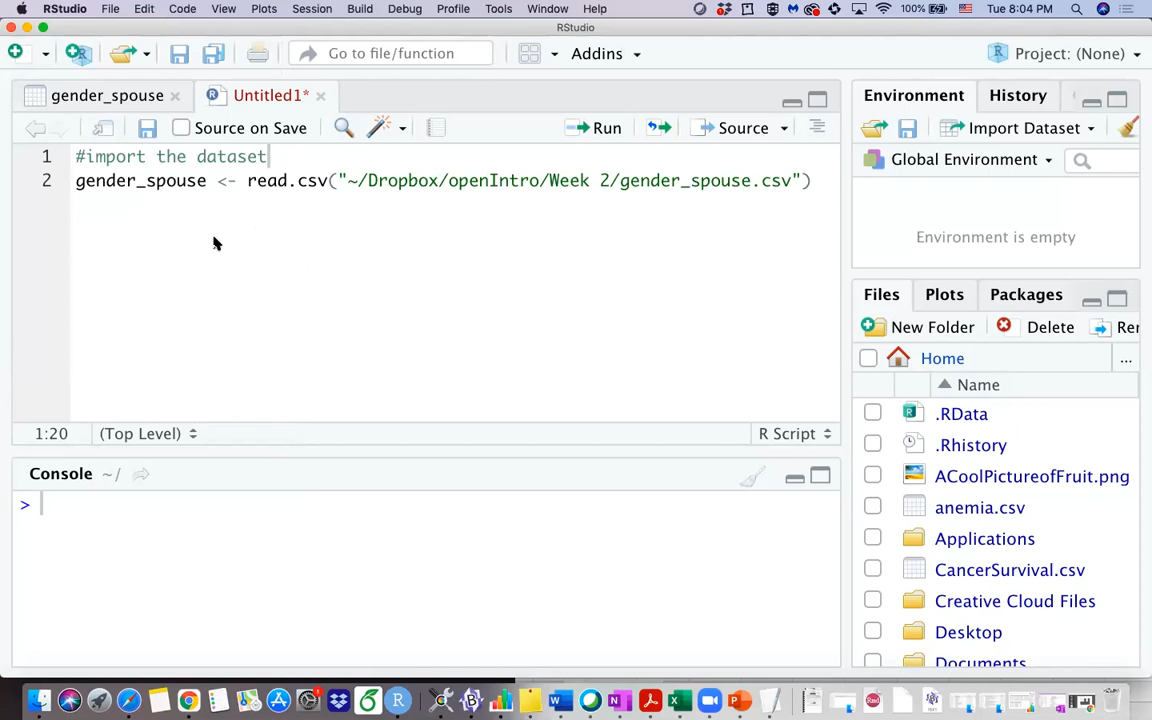 RStudio File Edit Code View Plots Session Build Debug Profile Tools Window Help 100% Tue 8:04 PM
RStudio
Go to file/function Addins Project: (None)
gender_spouse Untitled1*
Source on Save Run Source
1 #import the dataset
2 gender_spouse <- read.csv("~/Dropbox/openIntro/Week 2/gender_spouse.csv")
1:20 (Top Level) R Script
Console ~/
>
Environment History
Import Dataset
Global Environment
Environment is empty
Files Plots Packages
New Folder Delete Rer
Home ...
Name
.RData
.Rhistory
ACoolPictureofFruit.png
anemia.csv
Applications
CancerSurvival.csv
Creative Cloud Files
Desktop
Documents